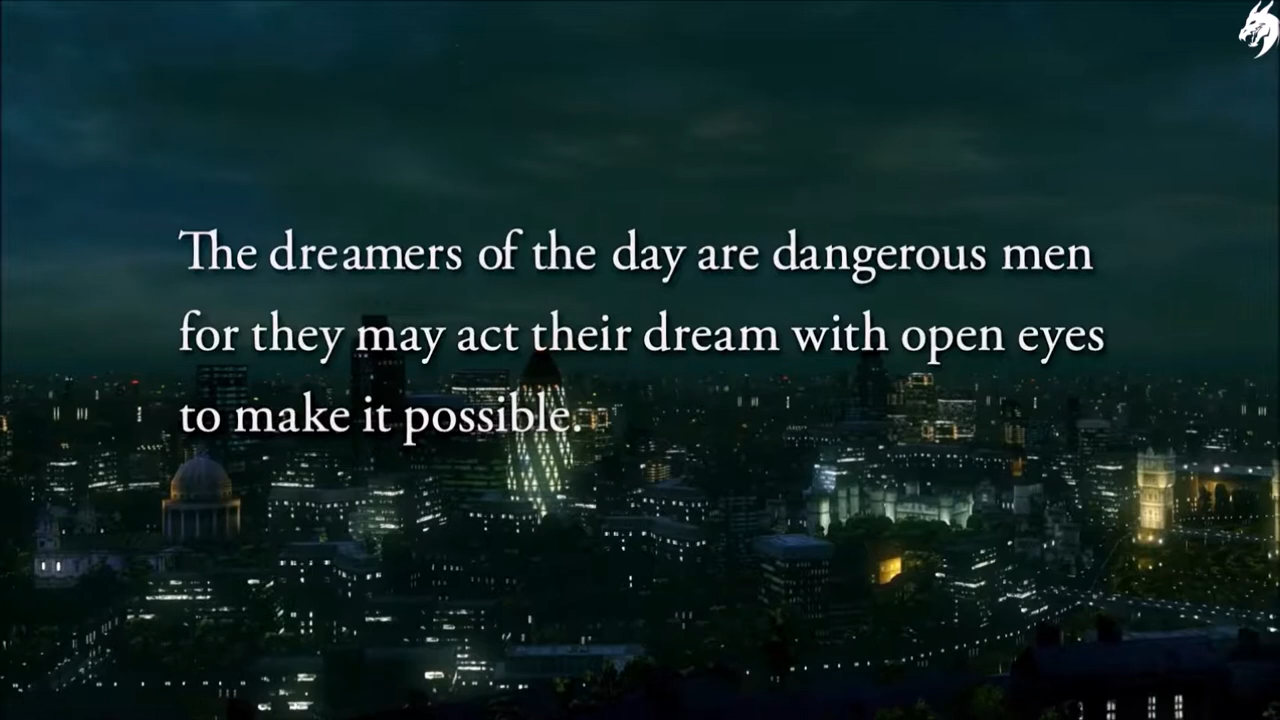 The dreamers of the day are dangerous men
for they may act their dream with open eyes
to make it possible.